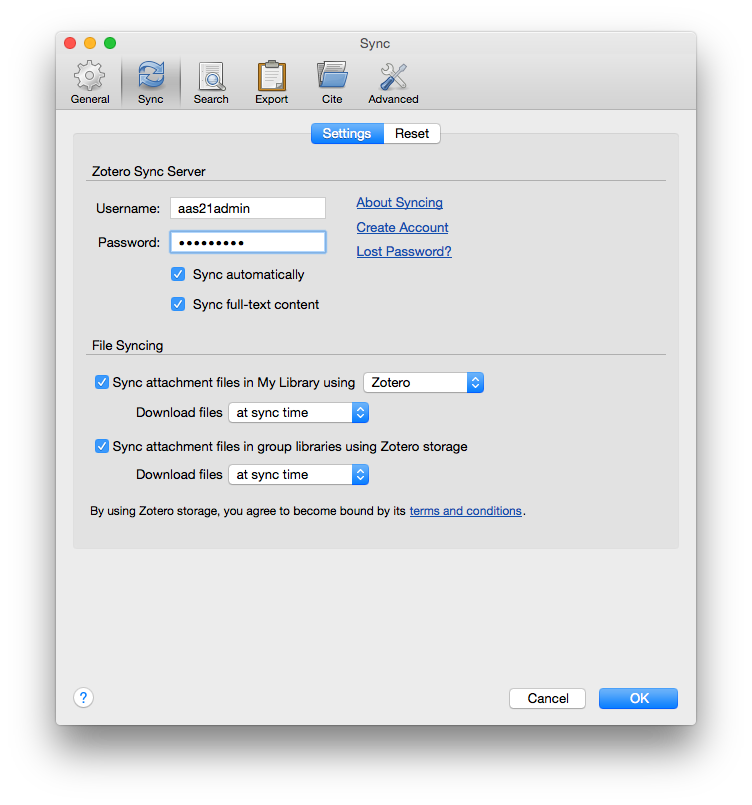 Sync
General Sync Search Export Cite Advanced
Settings Reset
Zotero Sync Server
Username: aas21admin About Syncing
Create Account
Password: •••••••••
Lost Password?
Sync automatically
Sync full-text content
File Syncing
Sync attachment files in My Library using Zotero
Download files at sync time
Sync attachment files in group libraries using Zotero storage
Download files at sync time
By using Zotero storage, you agree to become bound by its terms and conditions.
? Cancel OK